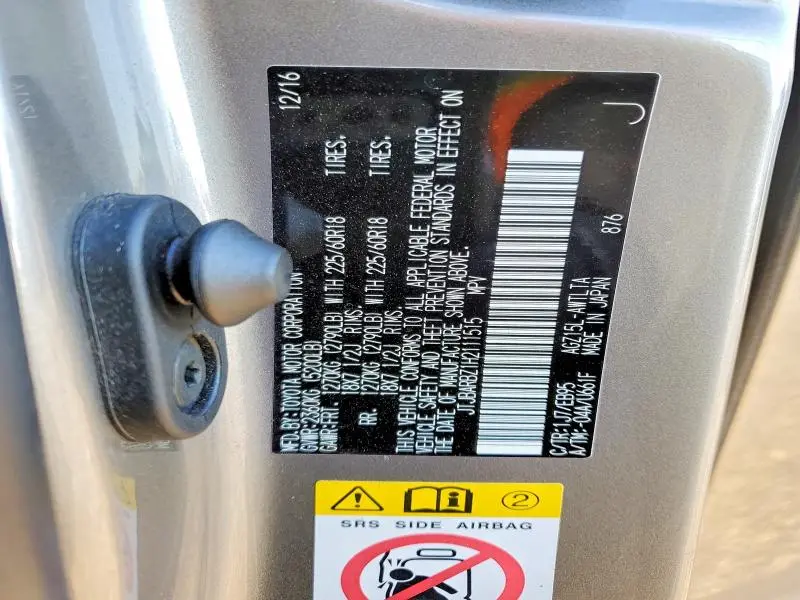 MFD.BY:TOYOTA MOTOR CORPORATION 12/16
GVWR:2360KG (5200LB)
GAWR:FRT. 1270KG (2790LB) WITH 225/60R18 TIRES.
18X7 1/2J RIMS.
RR. 1270KG (2790LB) WITH 225/60R18 TIRES.
18X7 1/2J RIMS.
THIS VEHICLE CONFORMS TO ALL APPLICABLE FEDERAL MOTOR
VEHICLE SAFETY AND THEFT PREVENTION STANDARDS IN EFFECT ON
THE DATE OF MANUFACTURE SHOWN ABOVE.
JTJBARBZ1H2111515 MPV
C/TR:1J7/EB95 AGZ15L-AWTLTA 876
A/TM:-04A/U661F MADE IN JAPAN J
2
SRS SIDE AIRBAG